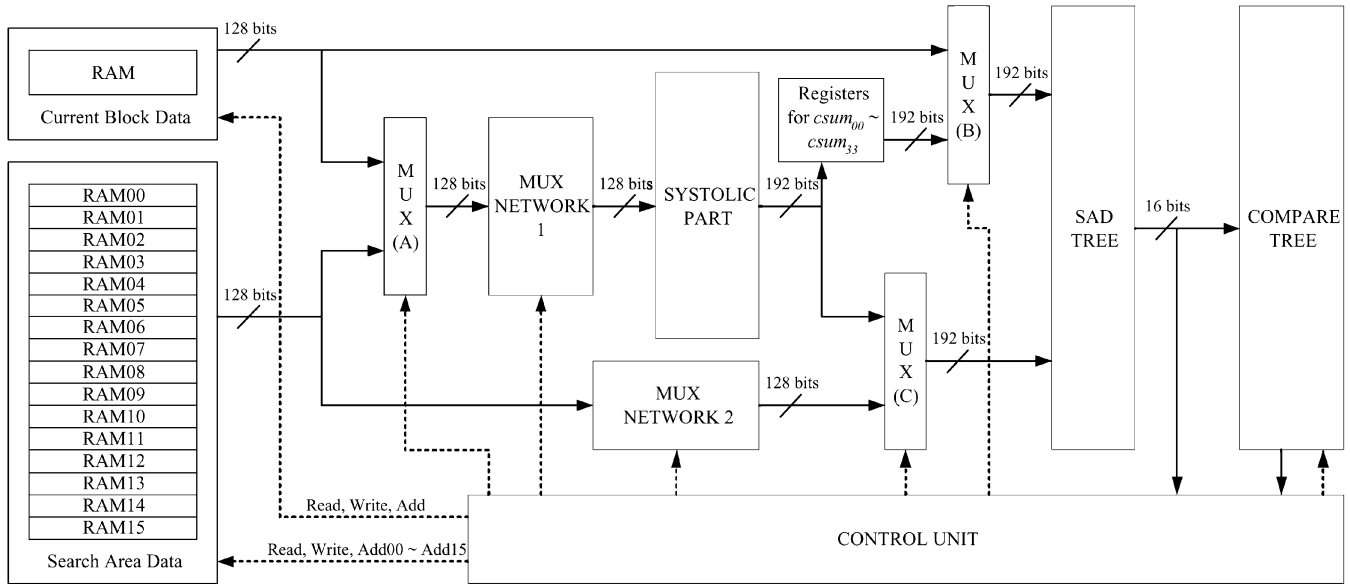 128 bits
RAM
Current Block Data
RAM00
RAM01
RAM02
RAM03
RAM04
RAM05
RAM06
RAM07
RAM08
RAM09
RAM10
RAM11
RAM12
RAM13
RAM14
RAM15
Search Area Data
128 bits
M
U
X
(A)
128 bits
MUX
NETWORK
1
128 bits
SYSTOLIC
PART
192 bits
Registers
for csum00 ~
csum33
192 bits
M
U
X
(B)
192 bits
MUX
NETWORK 2
128 bits
M
U
X
(C)
192 bits
SAD
TREE
16 bits
COMPARE
TREE
Read, Write, Add
Read, Write, Add00 ~ Add15
CONTROL UNIT